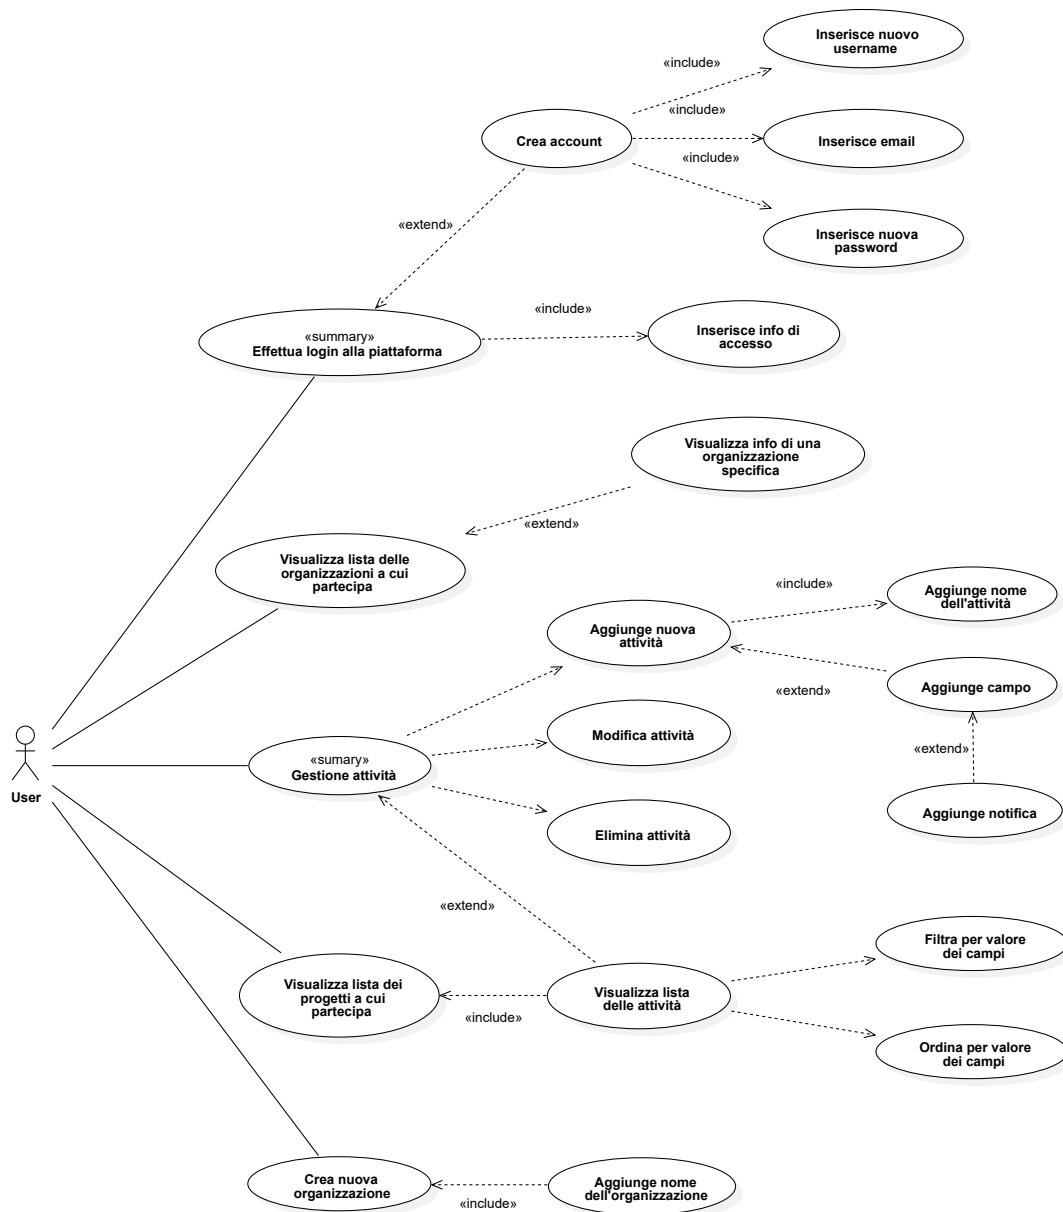 Inserisce nuovo
username
«include»
«include»
Crea account
Inserisce email
«include»
Inserisce nuova
password
«extend»
«summary»
Effettua login alla piattaforma
«include»
Inserisce info di
accesso
Visualizza info di una
organizzazione
specifica
«extend»
Visualizza lista delle
organizzazioni a cui
partecipa
«include»
Aggiunge nome
dell'attività
Aggiunge nuova
attività
«extend»
Aggiunge campo
User
«sumary»
Gestione attività
Modifica attività
«extend»
Aggiunge notifica
Elimina attività
«extend»
Filtra per valore
dei campi
Visualizza lista dei
progetti a cui
partecipa
«include»
Visualizza lista
delle attività
Ordina per valore
dei campi
Crea nuova
organizzazione
«include»
Aggiunge nome
dell'organizzazione